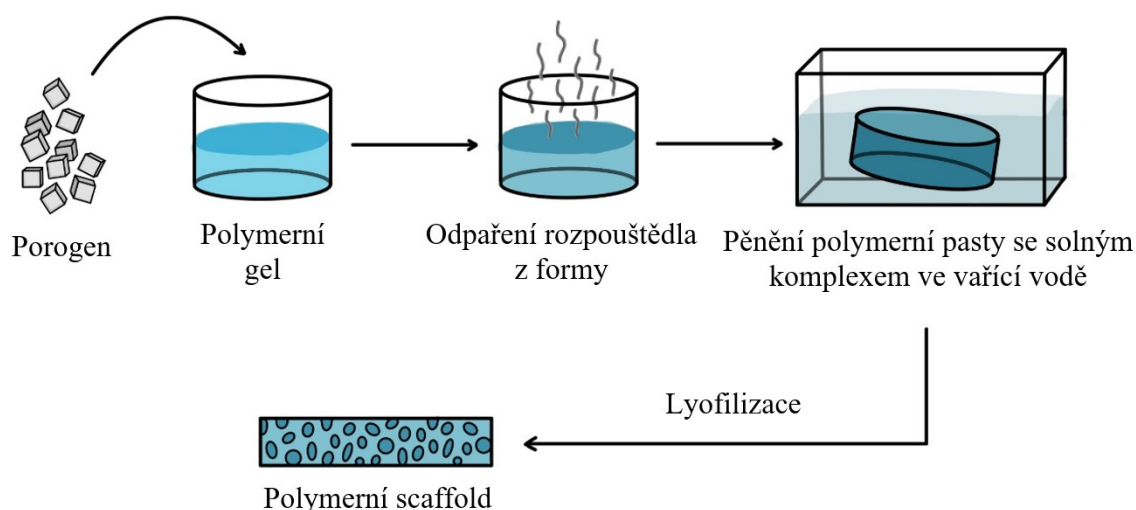 Porogen
Polymerní
gel
Odpaření rozpouštědla
z formy
Pěnění polymerní pasty se solným
komplexem ve vařící vodě
Lyofilizace
Polymerní scaffold